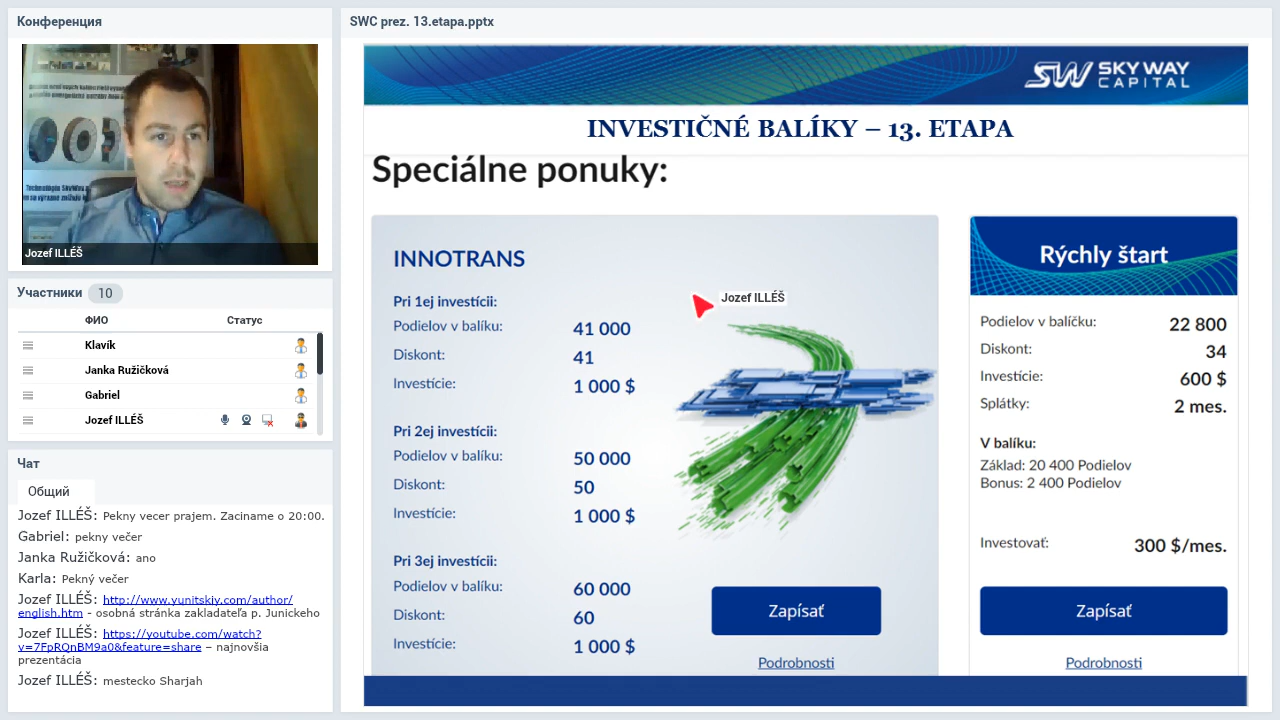 Конференция
Jozef ILLÉŠ
Участники 10
ФИО Статус
Klavík
Janka Ružičková
Gabriel
Jozef ILLÉŠ
Чат
Общий
Jozef ILLÉŠ: Pekny vecer prajem. Zaciname o 20:00.
Gabriel: pekny večer
Janka Ružičková: ano
Karla: Pekný večer
Jozef ILLÉŠ: http://www.yunitskiy.com/author/
english.htm - osobná stránka zakladateľa p. Junickeho
Jozef ILLÉŠ: https://youtube.com/watch?
v=7FpRQnBM9a0&feature=share – najnovšia
prezentácia
Jozef ILLÉŠ: mestecko Sharjah
SWC prez. 13.etapa.pptx
SW SKY WAY
CAPITAL
INVESTIČNÉ BALÍKY – 13. ETAPA
Speciálne ponuky:
INNOTRANS
Pri 1ej investícii:
Podielov v balíku: 41 000
Diskont: 41
Investície: 1 000 $
Pri 2ej investícii:
Podielov v balíku: 50 000
Diskont: 50
Investície: 1 000 $
Pri 3ej investícii:
Podielov v balíku: 60 000
Diskont: 60
Investície: 1 000 $
Jozef ILLÉŠ
Zapísať
Podrobnosti
Rýchly štart
Podielov v balíčku: 22 800
Diskont: 34
Investície: 600 $
Splátky: 2 mes.
V balíku:
Základ: 20 400 Podielov
Bonus: 2 400 Podielov
Investovať: 300 $/mes.
Zapísať
Podrobnosti